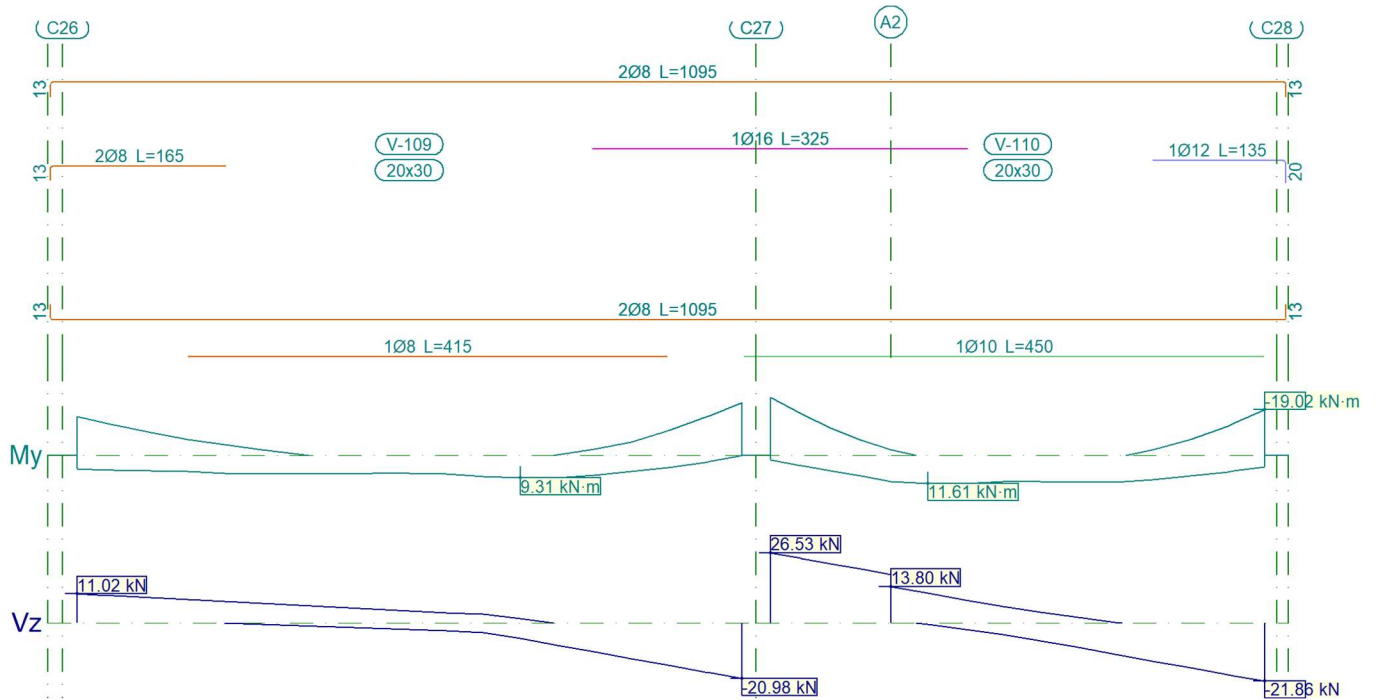 C26
C27
A2
C28
2Ø8 L=1095
13
13
1Ø16 L=325
V-109
V-110
2Ø8 L=165
1Ø12 L=135
13
20x30
20x30
20
2Ø8 L=1095
13
13
1Ø8 L=415
1Ø10 L=450
-19.02 kN·m
My
9.31 kN·m
11.61 kN·m
26.53 kN
11.02 kN
13.80 kN
Vz
-20.98 kN
-21.86 kN